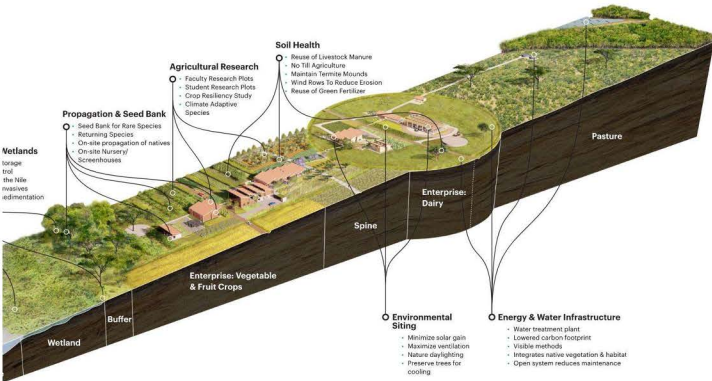 Soil Health
Reuse of Livestock Manure
No Till Agriculture
Maintain Termite Mounds
Wind Rows To Reduce Erosion
Reuse of Green Fertilizer
Agricultural Research
Faculty Research Plots
Student Research Plots
Crop Resiliency Study
Climate Adaptive
Species
Propagation & Seed Bank
Seed Bank for Rare Species
Returning Species
On-site propagation of natives
On-site Nursery/
Screenhouses
Wetlands
the Nile
Pasture
Enterprise:
Dairy
Spine
Enterprise: Vegetable
& Fruit Crops
Buffer
Wetland
Environmental
Siting
Minimize solar gain
Maximize ventilation
Nature daylighting
Preserve trees for
cooling
Energy & Water Infrastructure
Water treatment plant
Lowered carbon footprint
Visible methods
Integrates native vegetation & habitat
Open system reduces maintenance